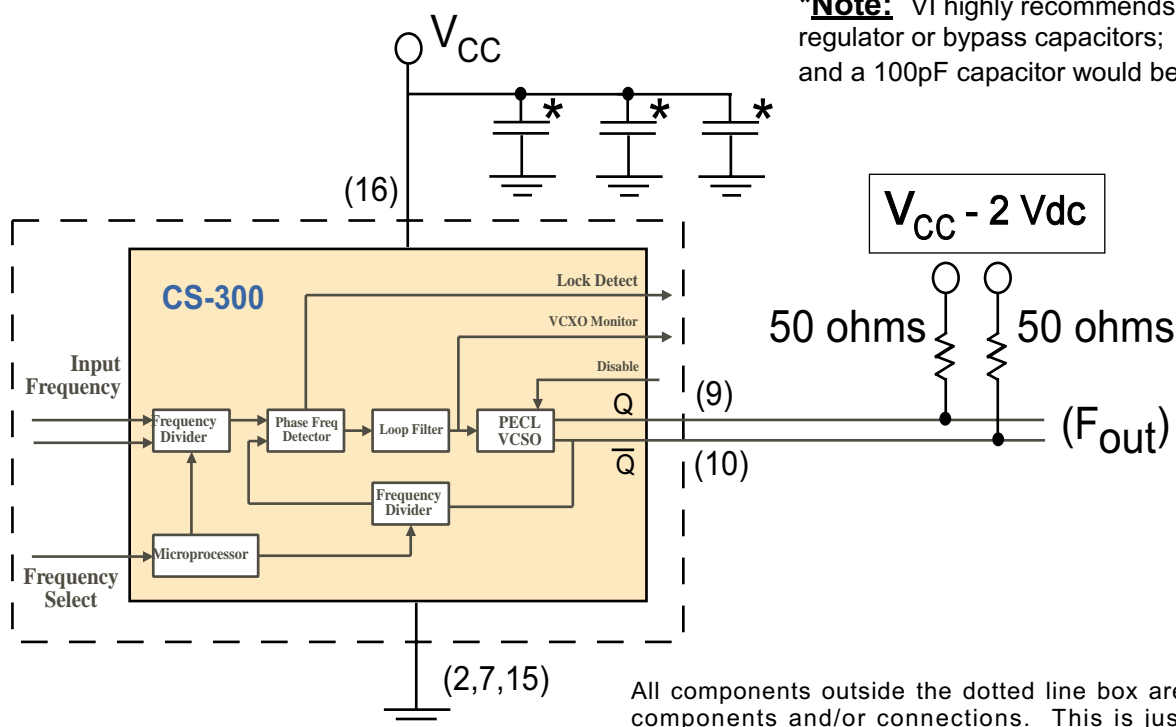 *Note: VI highly recommends
regulator or bypass capacitors;
and a 100pF capacitor would be
VCC
* * *
(16)
VCC - 2 Vdc
50 ohms 50 ohms
CS-300
Lock Detect
VCXO Monitor
Disable
Input
Frequency
Frequency
Divider
Phase Freq
Detector
Loop Filter
PECL
VCSO
Q
(9)
Q̅
(10)
(Fout)
Frequency
Divider
Microprocessor
Frequency
Select
(2,7,15)
All components outside the dotted line box are
components and/or connections. This is jus